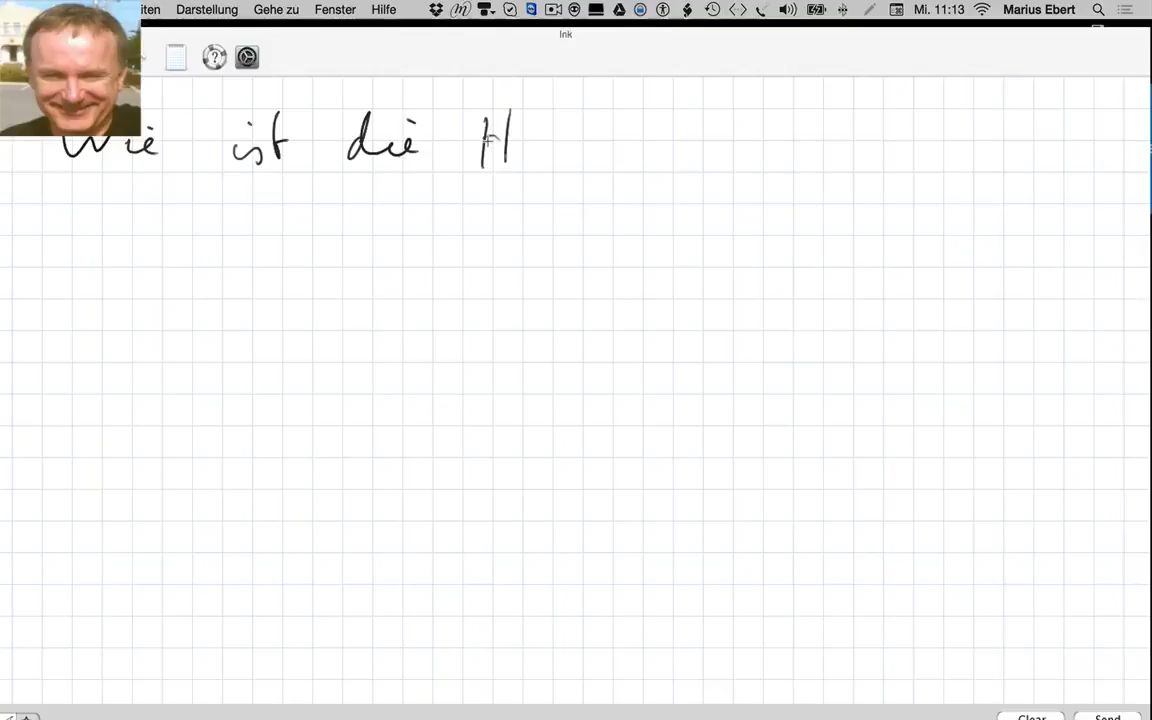 iten Darstellung Gehe zu Fenster Hilfe Mi. 11:13 Marius Ebert
Ink
Wie ist die H
Clear Send